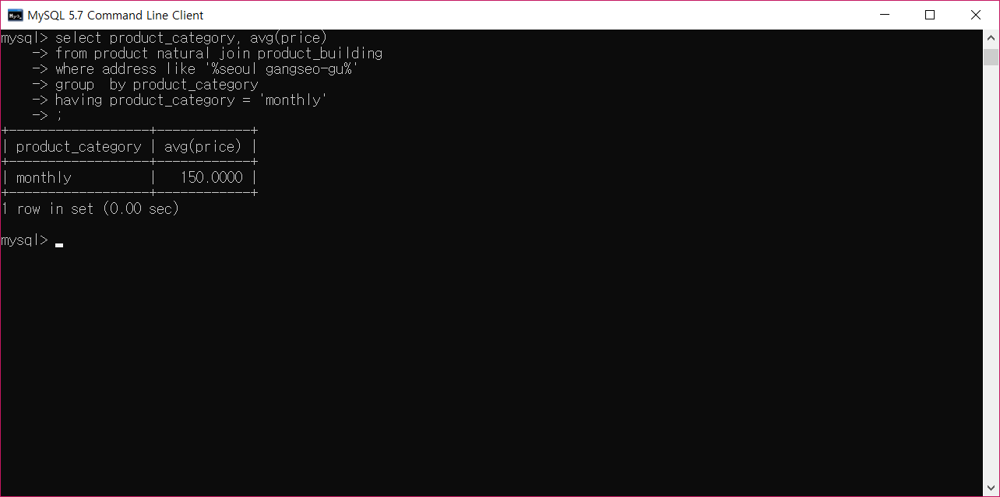 MySQL 5.7 Command Line Client
mysql> select product_category, avg(price)
    -> from product natural join product_building
    -> where address like '%seoul gangseo-gu%'
    -> group  by product_category
    -> having product_category = 'monthly'
    -> ;
+------------------+------------+
| product_category | avg(price) |
+------------------+------------+
| monthly          |   150.0000 |
+------------------+------------+
1 row in set (0.00 sec)
mysql> _